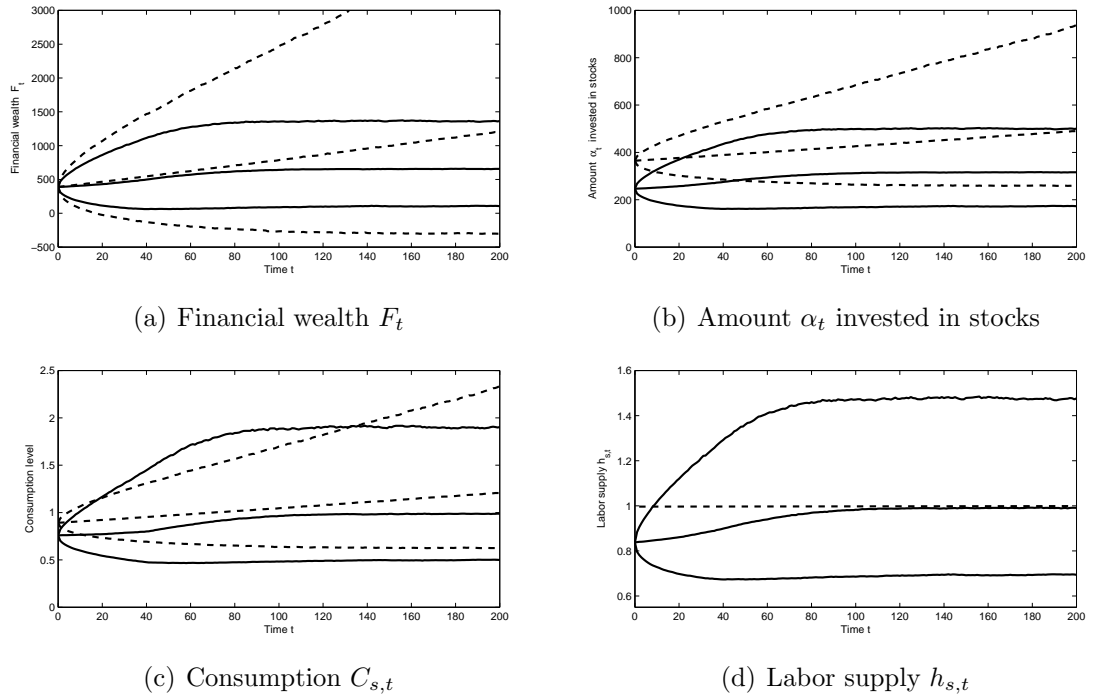 3000
2500
2000
1500
1000
500
0
−500
0 20 40 60 80 100 120 140 160 180 200
Time t
Financial wealth F_t
(a) Financial wealth F_t
1000
800
600
400
200
0
0 20 40 60 80 100 120 140 160 180 200
Time t
Amount α_t invested in stocks
(b) Amount α_t invested in stocks
2.5
2
1.5
1
0.5
0
0 20 40 60 80 100 120 140 160 180 200
Time t
Consumption level
(c) Consumption C_{s,t}
1.6
1.4
1.2
1
0.8
0.6
0 20 40 60 80 100 120 140 160 180 200
Time t
Labor supply h_{s,t}
(d) Labor supply h_{s,t}